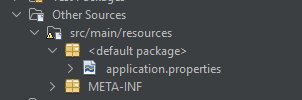 Other Sources
src/main/resources
<default package>
application.properties
META-INF